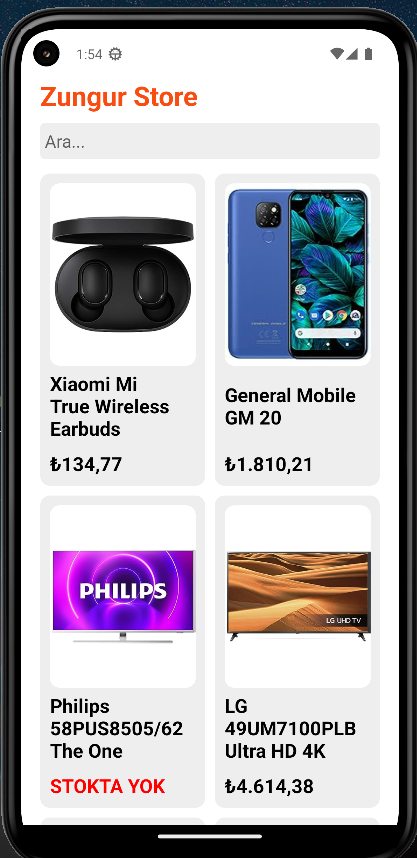 1:54
Zungur Store
Ara...
Xiaomi Mi
True Wireless
Earbuds
₺134,77
General Mobile
GM 20
₺1.810,21
PHILIPS
Philips
58PUS8505/62
The One
STOKTA YOK
LG UHD TV
LG
49UM7100PLB
Ultra HD 4K
₺4.614,38